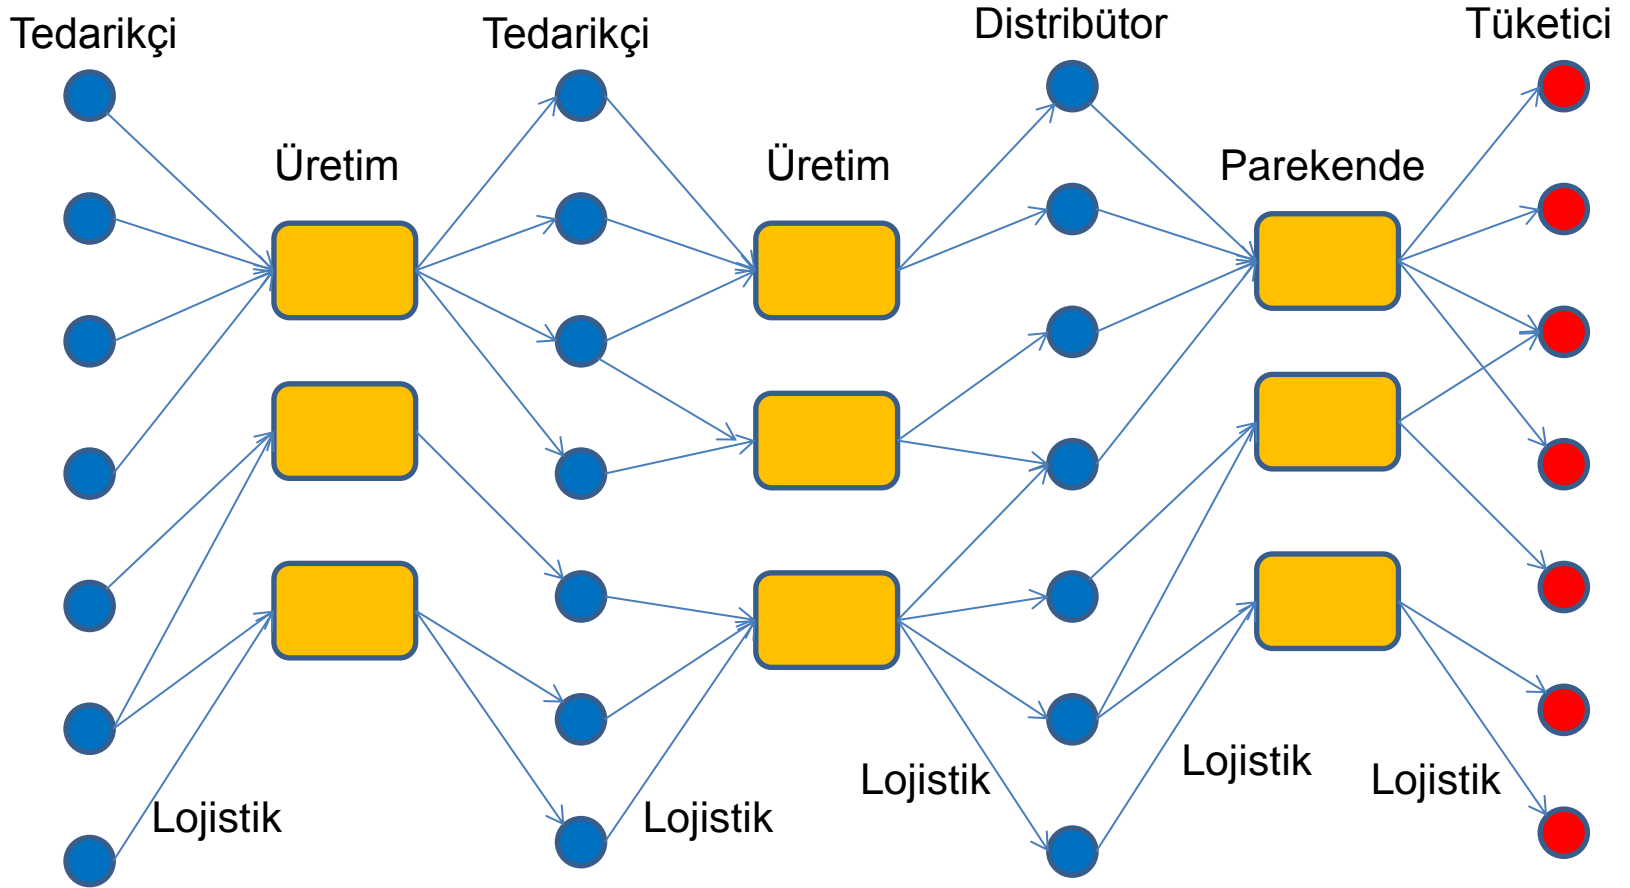 Tedarikçi
Tedarikçi
Distribütor
Tüketici
Üretim
Üretim
Parekende
Lojistik
Lojistik
Lojistik
Lojistik
Lojistik